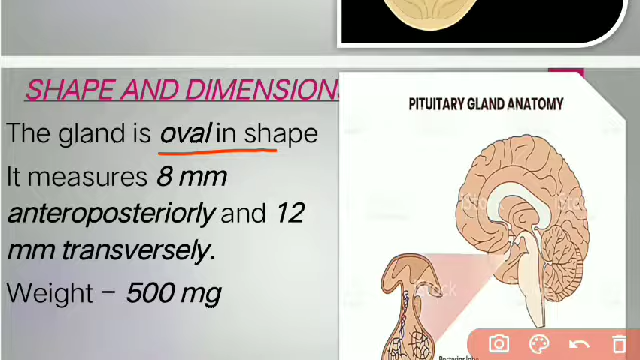 SHAPE AND DIMENSION
PITUITARY GLAND ANATOMY
The gland is oval in shape
It measures 8 mm
anteroposteriorly and 12
mm transversely.
Weight – 500 mg
iStock